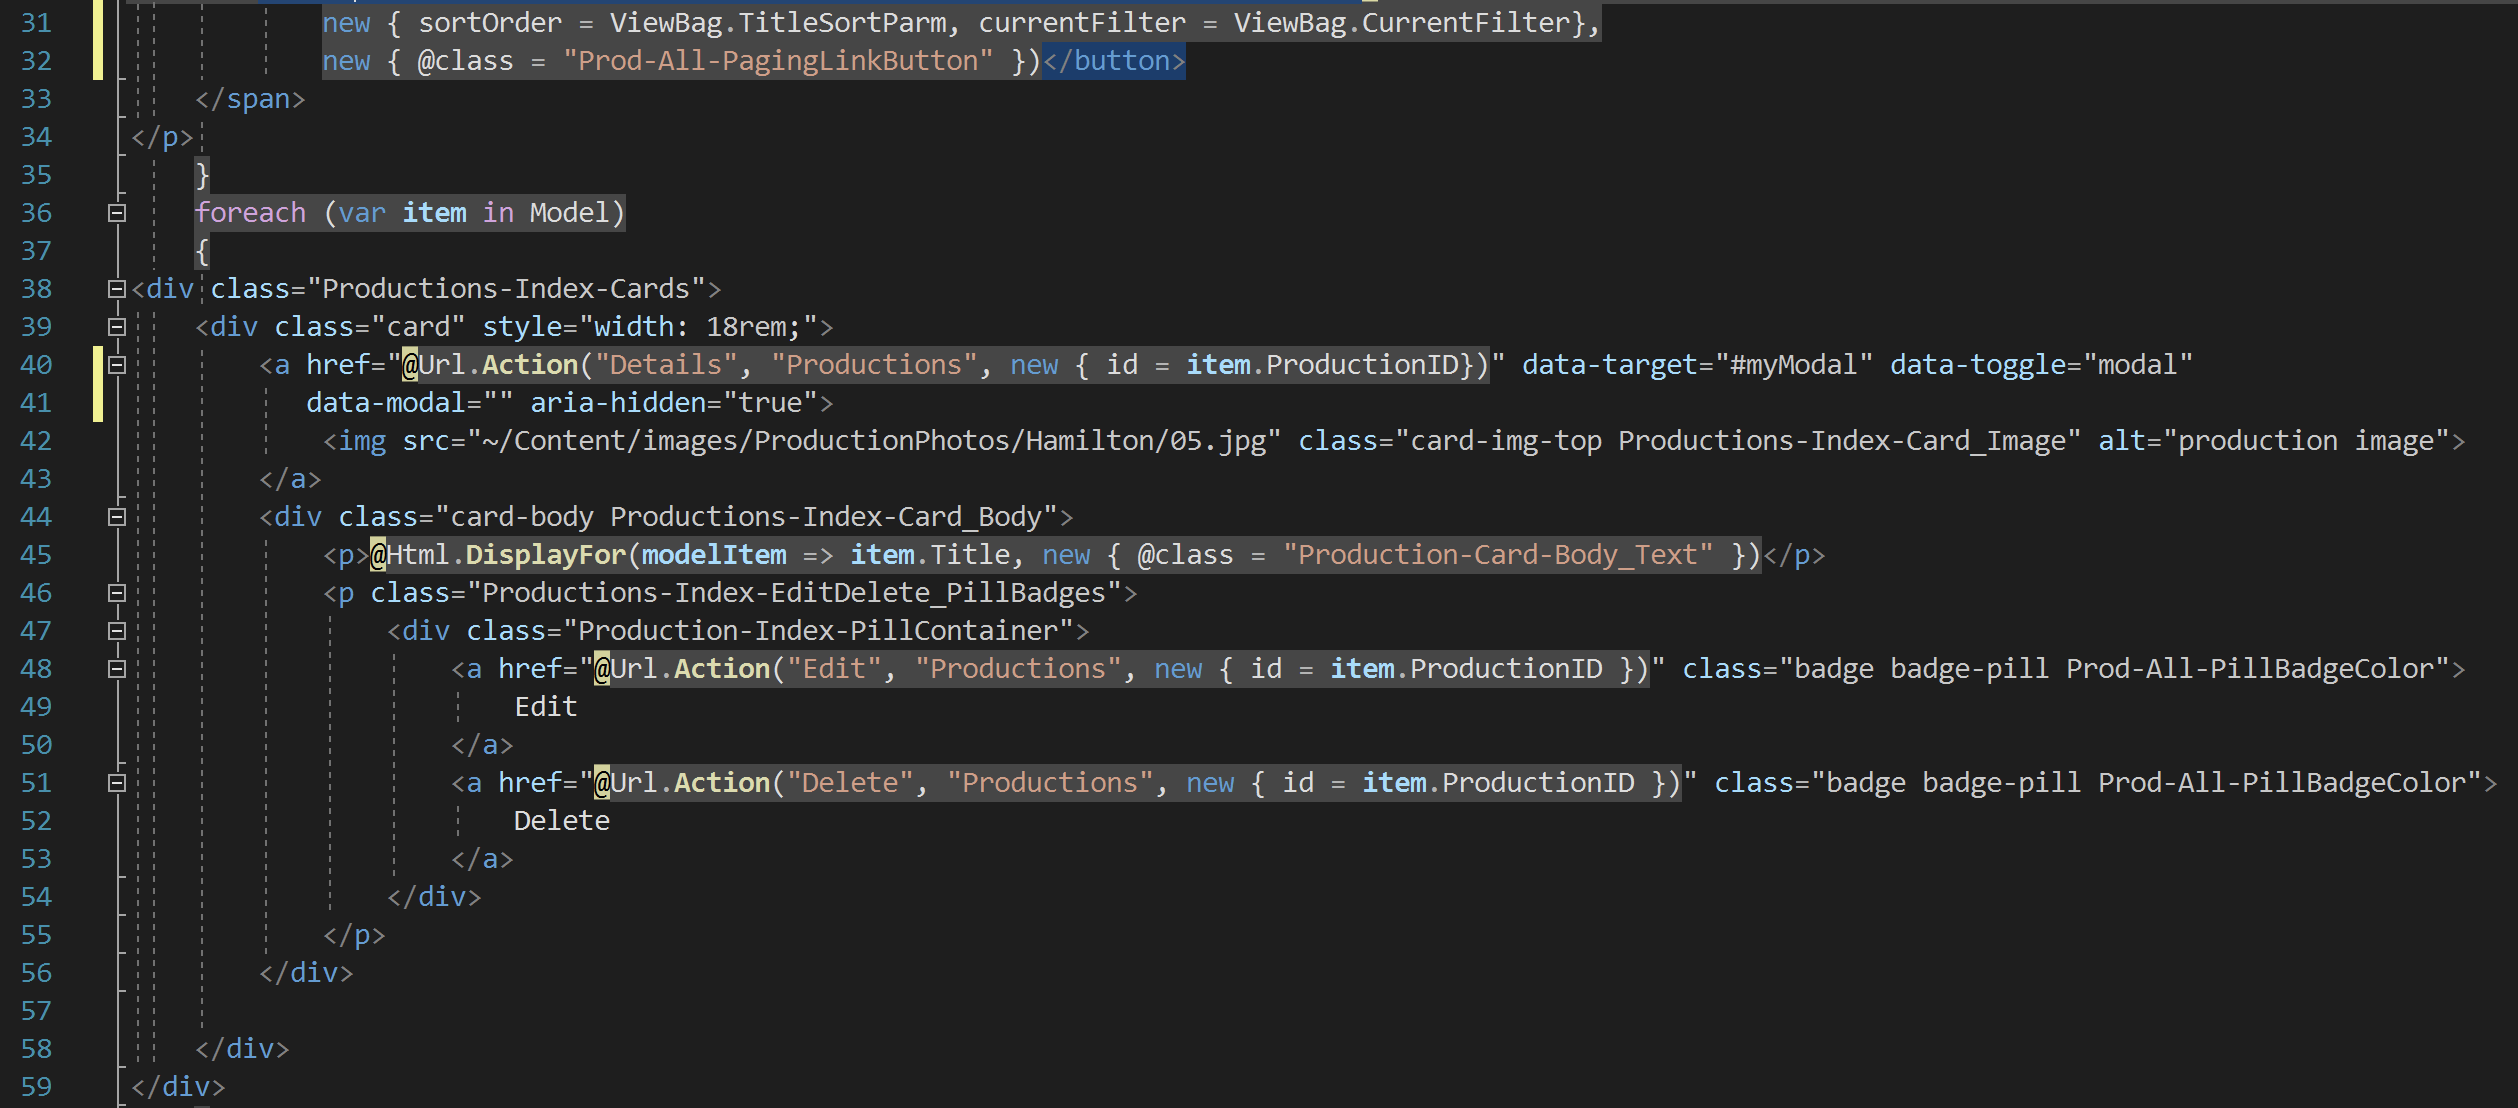 31 new { sortOrder = ViewBag.TitleSortParm, currentFilter = ViewBag.CurrentFilter},
32 new { @class = "Prod-All-PagingLinkButton" })</button>
33 </span>
34 </p>
35 }
36 foreach (var item in Model)
37 {
38 <div class="Productions-Index-Cards">
39 <div class="card" style="width: 18rem;">
40 <a href="@Url.Action("Details", "Productions", new { id = item.ProductionID})" data-target="#myModal" data-toggle="modal"
41 data-modal="" aria-hidden="true">
42 <img src="~/Content/images/ProductionPhotos/Hamilton/05.jpg" class="card-img-top Productions-Index-Card_Image" alt="production image">
43 </a>
44 <div class="card-body Productions-Index-Card_Body">
45 <p>@Html.DisplayFor(modelItem => item.Title, new { @class = "Production-Card-Body_Text" })</p>
46 <p class="Productions-Index-EditDelete_PillBadges">
47 <div class="Production-Index-PillContainer">
48 <a href="@Url.Action("Edit", "Productions", new { id = item.ProductionID })" class="badge badge-pill Prod-All-PillBadgeColor">
49 Edit
50 </a>
51 <a href="@Url.Action("Delete", "Productions", new { id = item.ProductionID })" class="badge badge-pill Prod-All-PillBadgeColor">
52 Delete
53 </a>
54 </div>
55 </p>
56 </div>
57
58 </div>
59 </div>